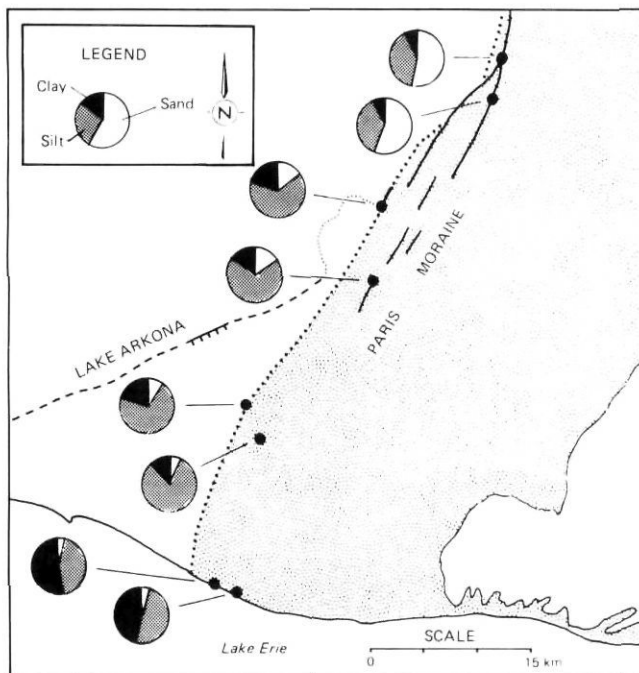 LEGEND
Clay
Sand
Silt
N
LAKE ARKONA
PARIS
MORAINE
Lake Erie
SCALE
0 15 km